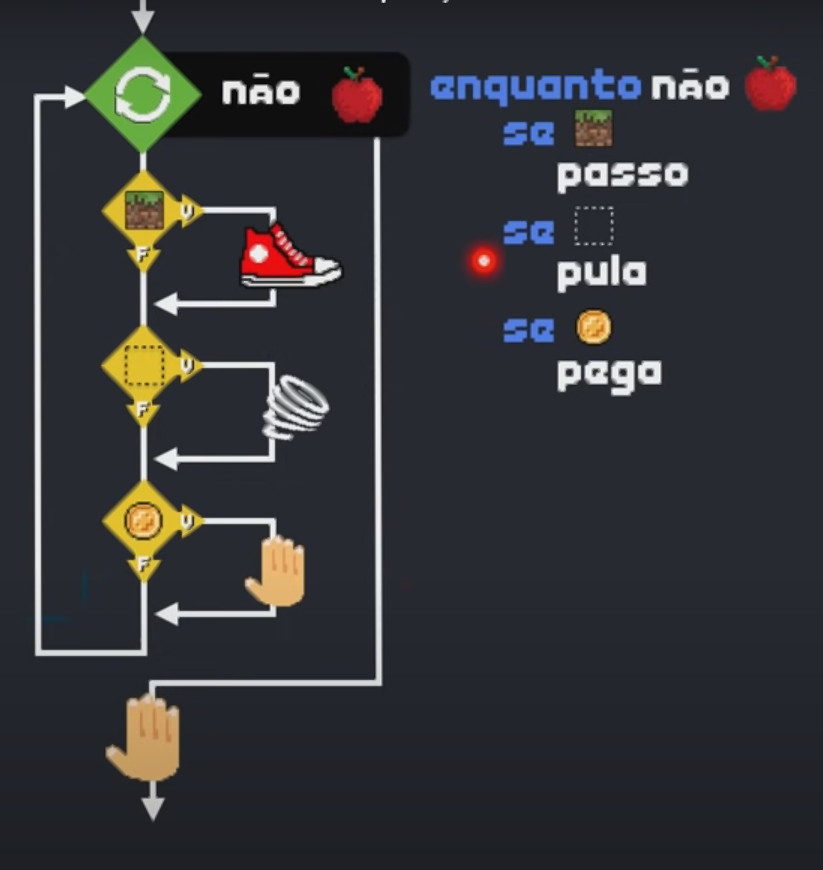 não
enquanto não
se
passo
se
pula
se
pega
V
F
V
F
V
F